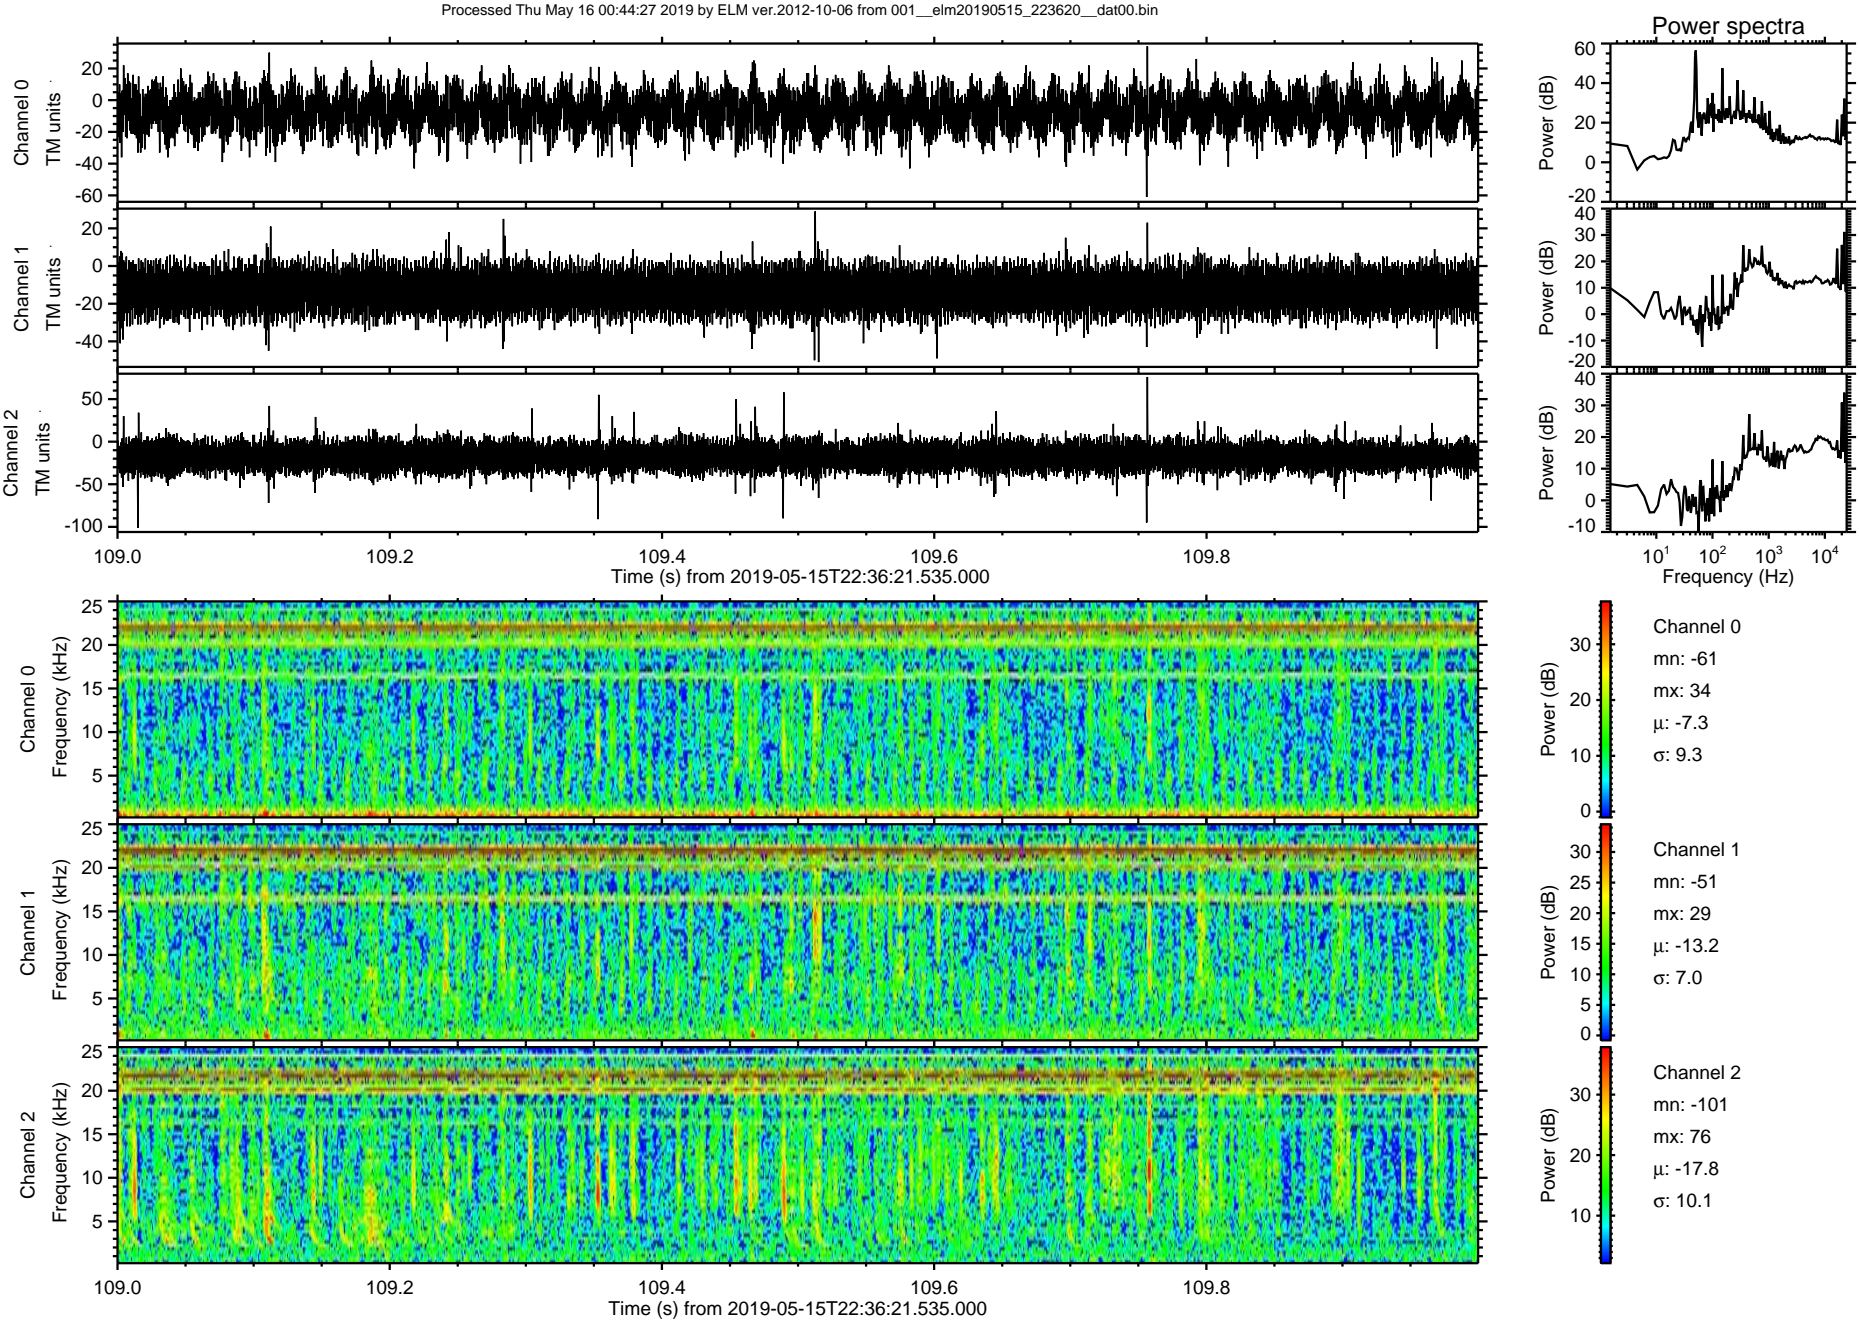 Processed Thu May 16 00:44:27 2019 by ELM ver.2012-10-06 from 001__elm20190515_223620__dat00.bin
Power spectra
Channel 0
TM units
20
0
-20
-40
-60
Power (dB)
60
40
20
0
-20
Channel 1
TM units
20
0
-20
-40
Power (dB)
40
30
20
10
0
-10
-20
Channel 2
TM units
50
0
-50
-100
Power (dB)
40
30
20
10
0
-10
109.0 109.2 109.4 109.6 109.8
Time (s) from 2019-05-15T22:36:21.535.000
10^1 10^2 10^3 10^4
Frequency (Hz)
Channel 0
Frequency (kHz)
25
20
15
10
5
Power (dB)
30
20
10
0
Channel 0
mn: -61
mx: 34
μ: -7.3
σ: 9.3
Channel 1
Frequency (kHz)
25
20
15
10
5
Power (dB)
30
25
20
15
10
5
0
Channel 1
mn: -51
mx: 29
μ: -13.2
σ: 7.0
Channel 2
Frequency (kHz)
25
20
15
10
5
Power (dB)
30
20
10
Channel 2
mn: -101
mx: 76
μ: -17.8
σ: 10.1
109.0 109.2 109.4 109.6 109.8
Time (s) from 2019-05-15T22:36:21.535.000